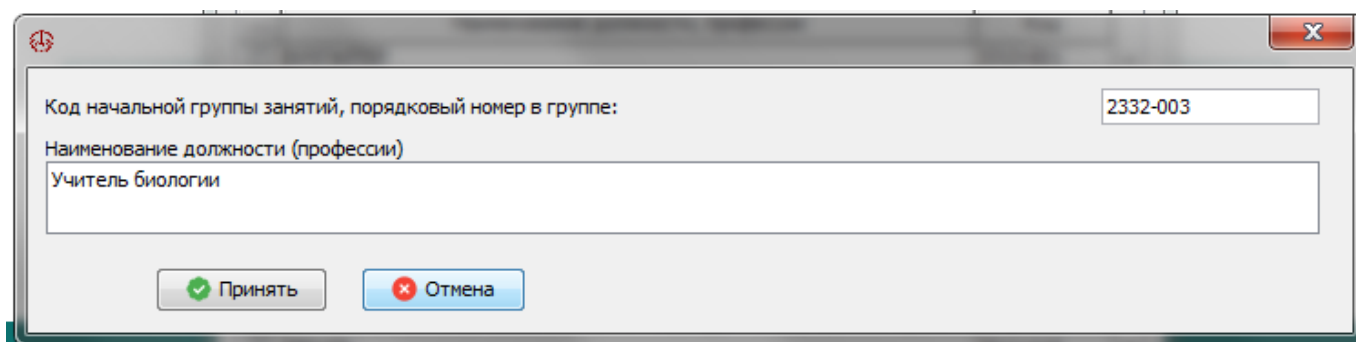 Код начальной группы занятий, порядковый номер в группе: 2332-003
Наименование должности (профессии)
Учитель биологии
Принять Отмена